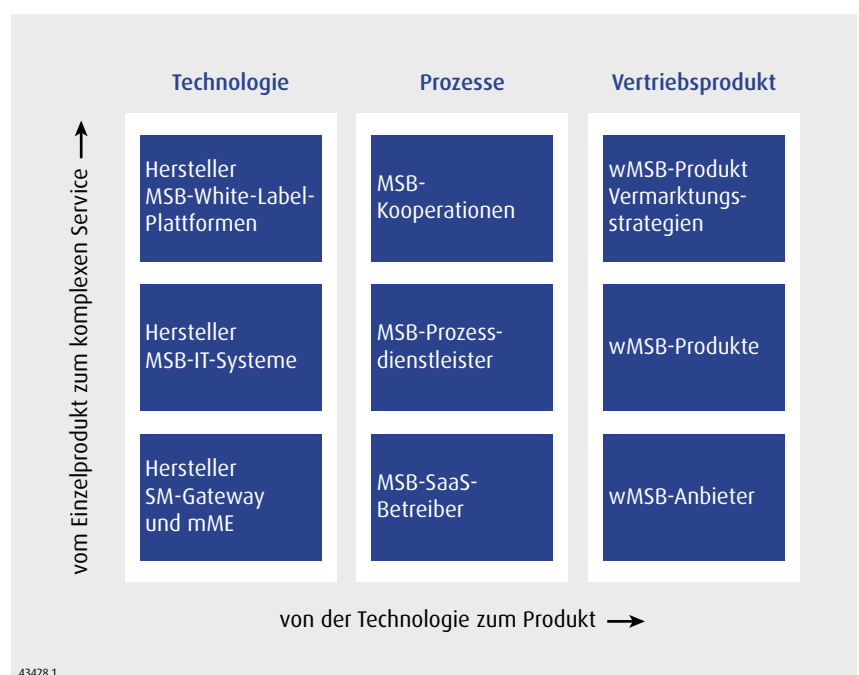 Technologie
Prozesse
Vertriebsprodukt
vom Einzelprodukt zum komplexen Service →
Hersteller
MSB-White-Label-
Plattformen
MSB-
Kooperationen
wMSB-Produkt
Vermarktungs-
strategien
Hersteller
MSB-IT-Systeme
MSB-Prozess-
dienstleister
wMSB-Produkte
Hersteller
SM-Gateway
und mME
MSB-SaaS-
Betreiber
wMSB-Anbieter
von der Technologie zum Produkt →
43428.1